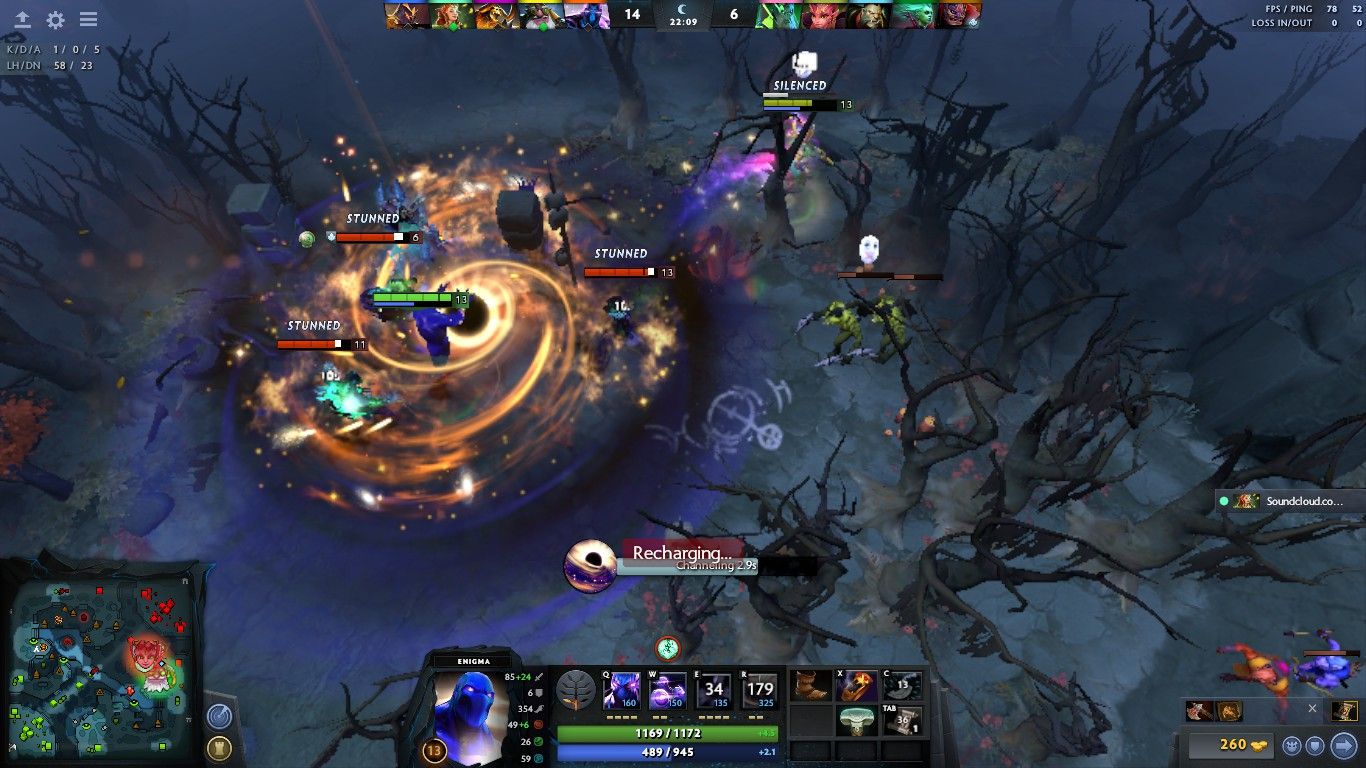 14 22:09 6
FPS / PING 78 52
LOSS IN/OUT 0 0
K/D/A 1 / 0 / 5
LH/DN 58 / 23
SILENCED
13
STUNNED
6
STUNNED
13
13
STUNNED
11
Soundcloud.co...
Recharging...
Channeling 2.9s
ENIGMA
85+24
6
354
49+6
26
59
13
Q W E R
34 179
160 150 135 325
X C
13
TAB
36
1
1169 / 1172 +4.5
489 / 945 +2.1
260